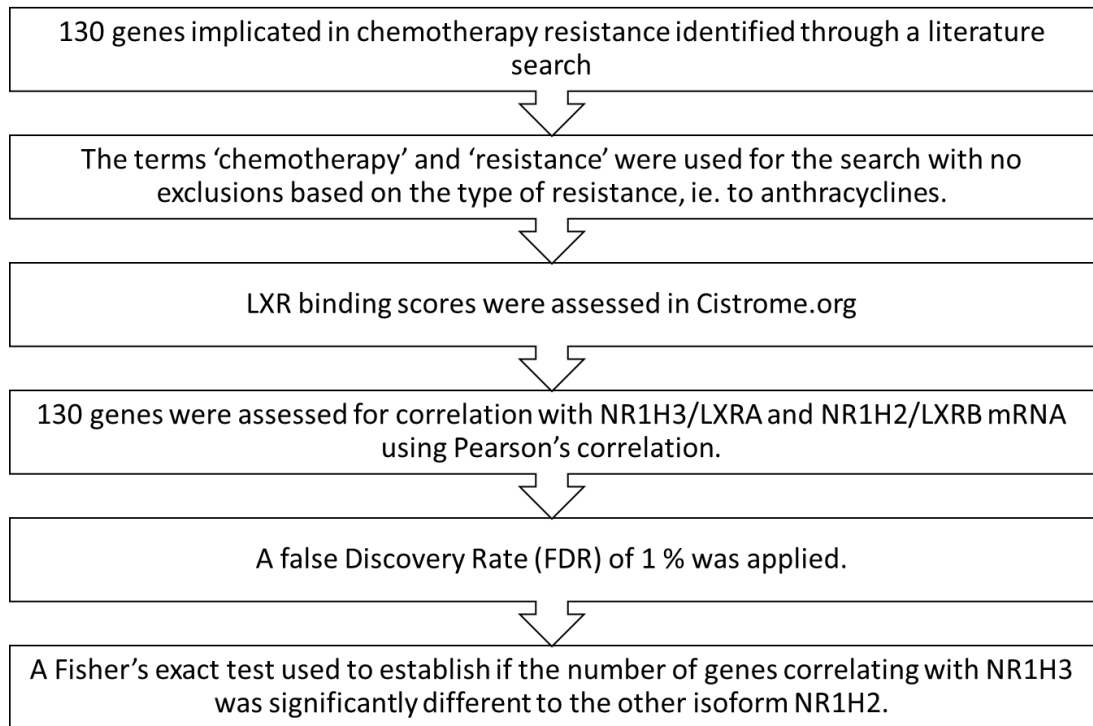 130 genes implicated in chemotherapy resistance identified through a literature
search
The terms ‘chemotherapy’ and ‘resistance’ were used for the search with no
exclusions based on the type of resistance, ie. to anthracyclines.
LXR binding scores were assessed in Cistrome.org
130 genes were assessed for correlation with NR1H3/LXRA and NR1H2/LXRB mRNA
using Pearson’s correlation.
A false Discovery Rate (FDR) of 1 % was applied.
A Fisher’s exact test used to establish if the number of genes correlating with NR1H3
was significantly different to the other isoform NR1H2.